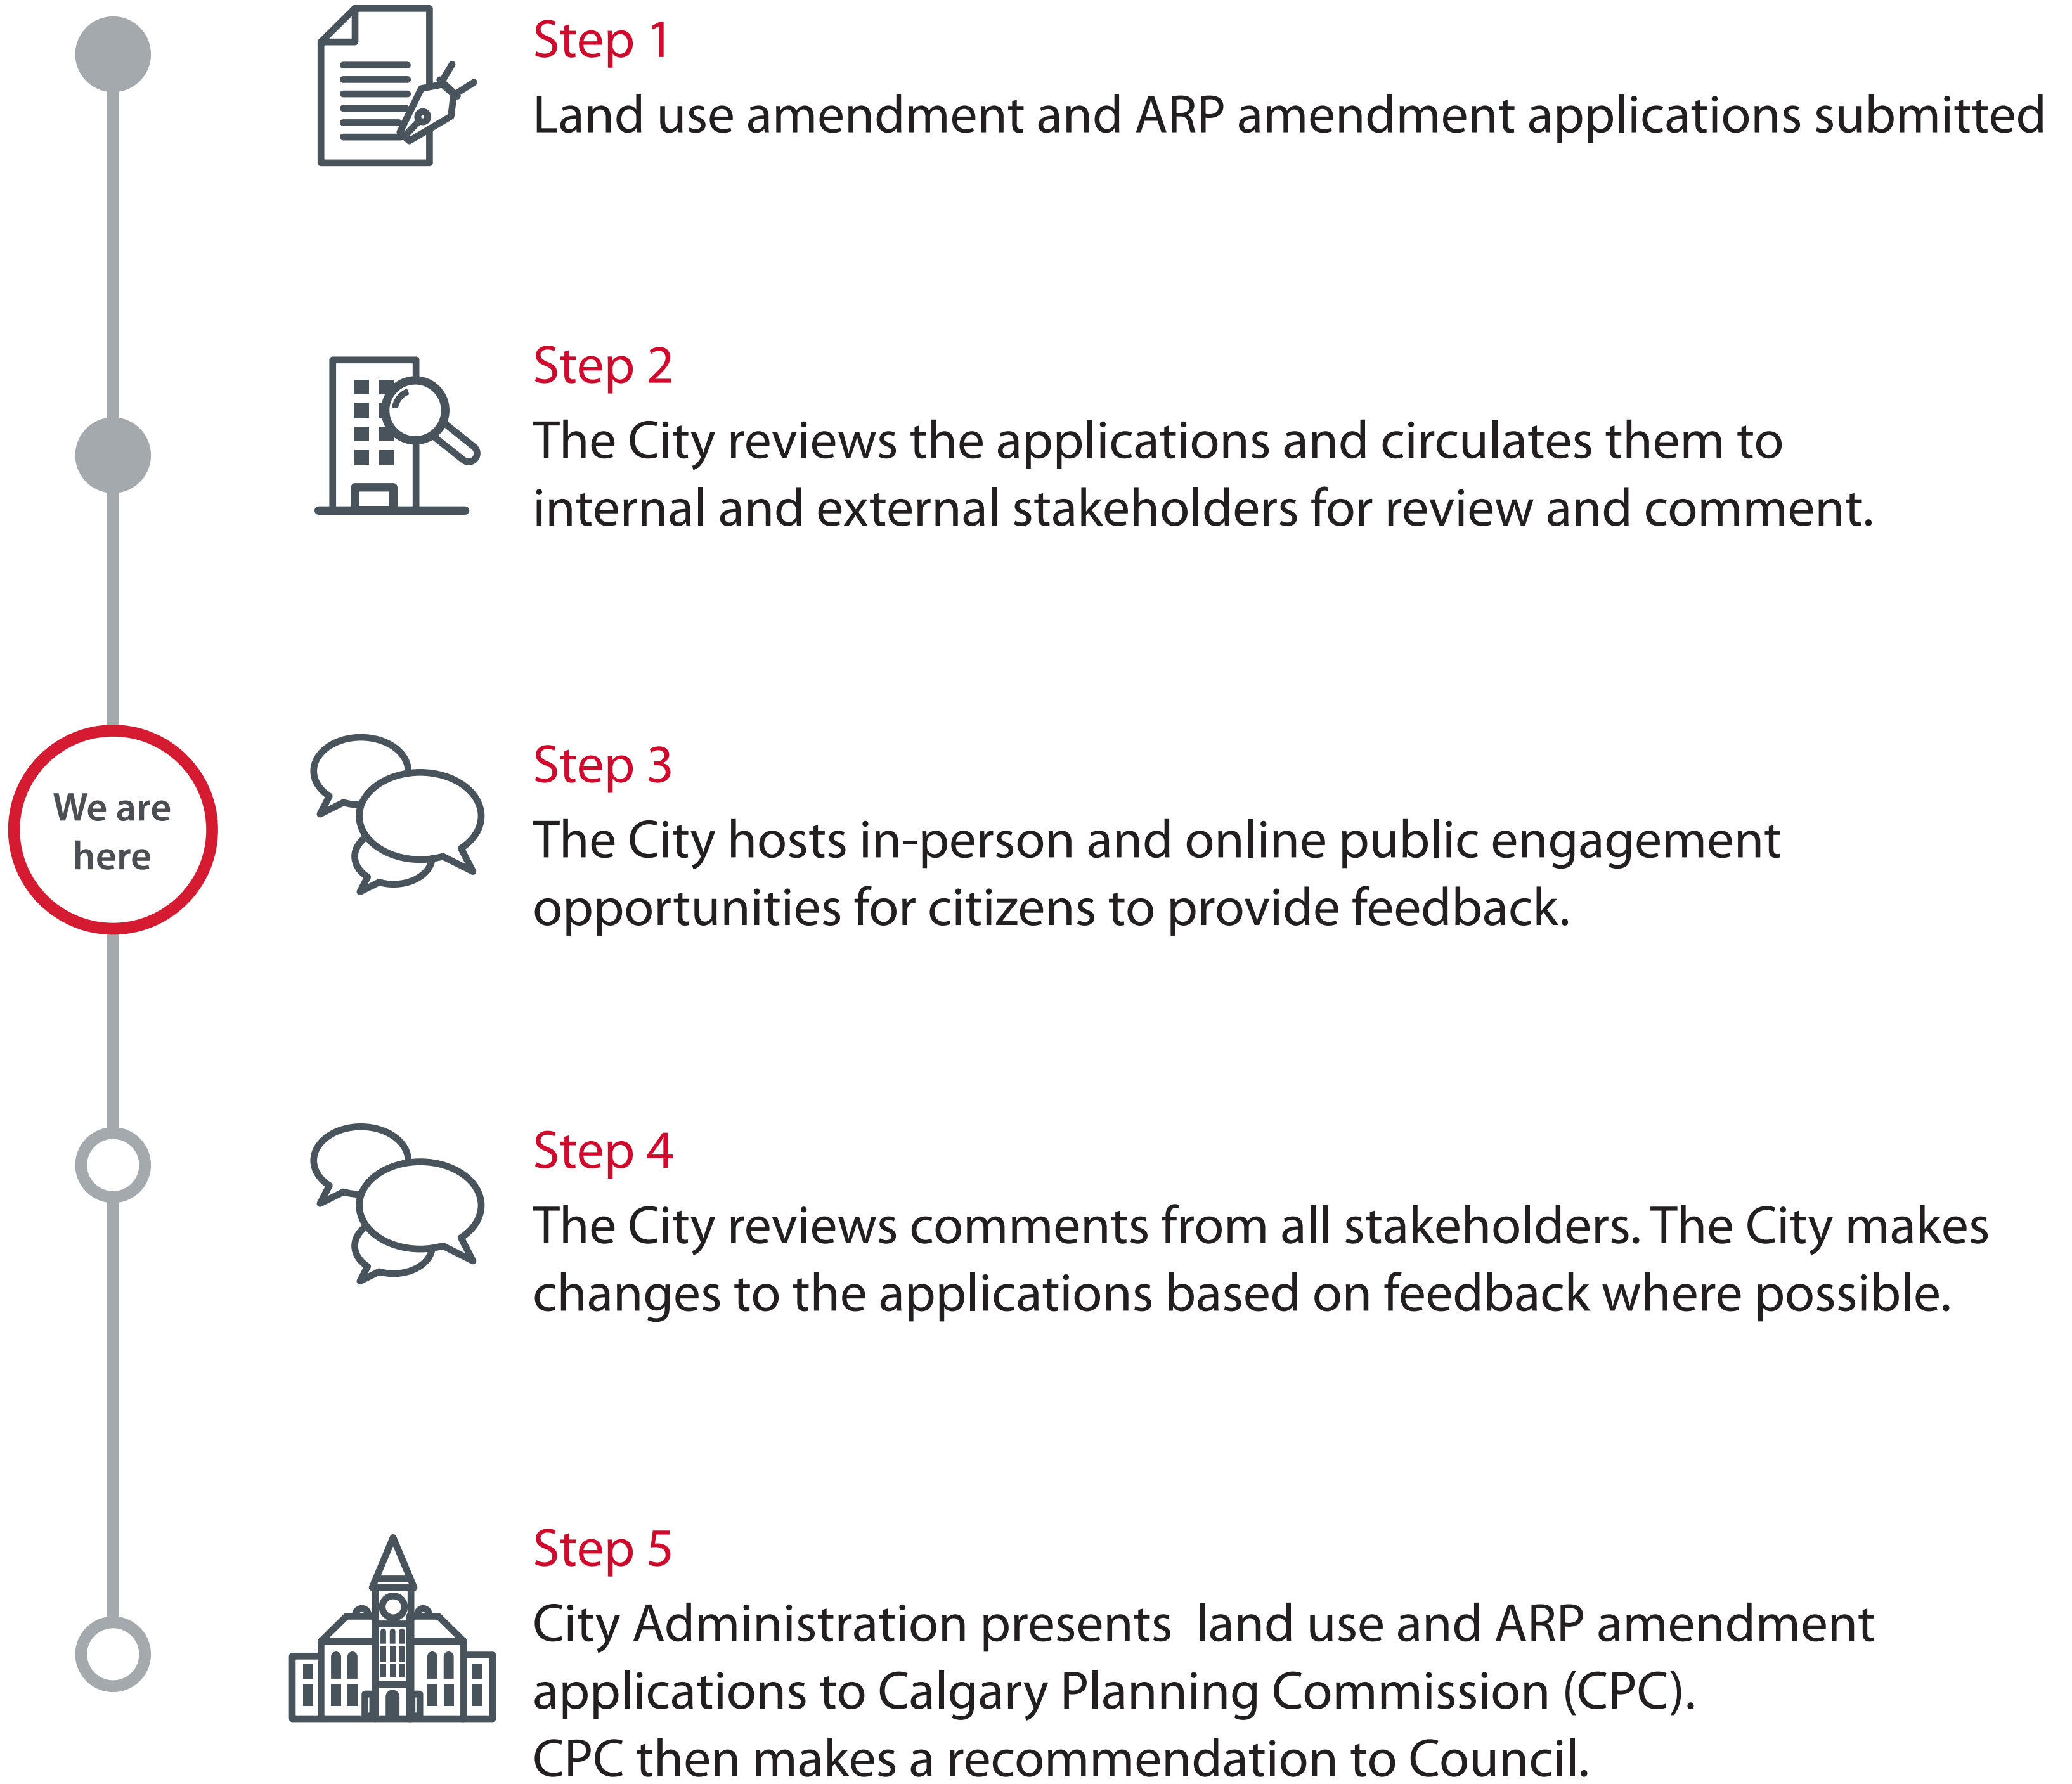 Step 1
Land use amendment and ARP amendment applications submitted
Step 2
The City reviews the applications and circulates them to
internal and external stakeholders for review and comment.
We are
here
Step 3
The City hosts in-person and online public engagement
opportunities for citizens to provide feedback.
Step 4
The City reviews comments from all stakeholders. The City makes
changes to the applications based on feedback where possible.
Step 5
City Administration presents  land use and ARP amendment
applications to Calgary Planning Commission (CPC).
CPC then makes a recommendation to Council.